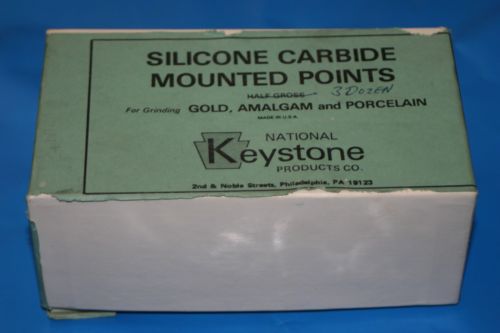 SILICONE CARBIDE
MOUNTED POINTS
HALF GROSS 3 DOZEN
For Grinding GOLD, AMALGAM and PORCELAIN
MADE IN U.S.A.
NATIONAL
Keystone
PRODUCTS CO.
2nd & Noble Streets, Philadelphia, PA 19123